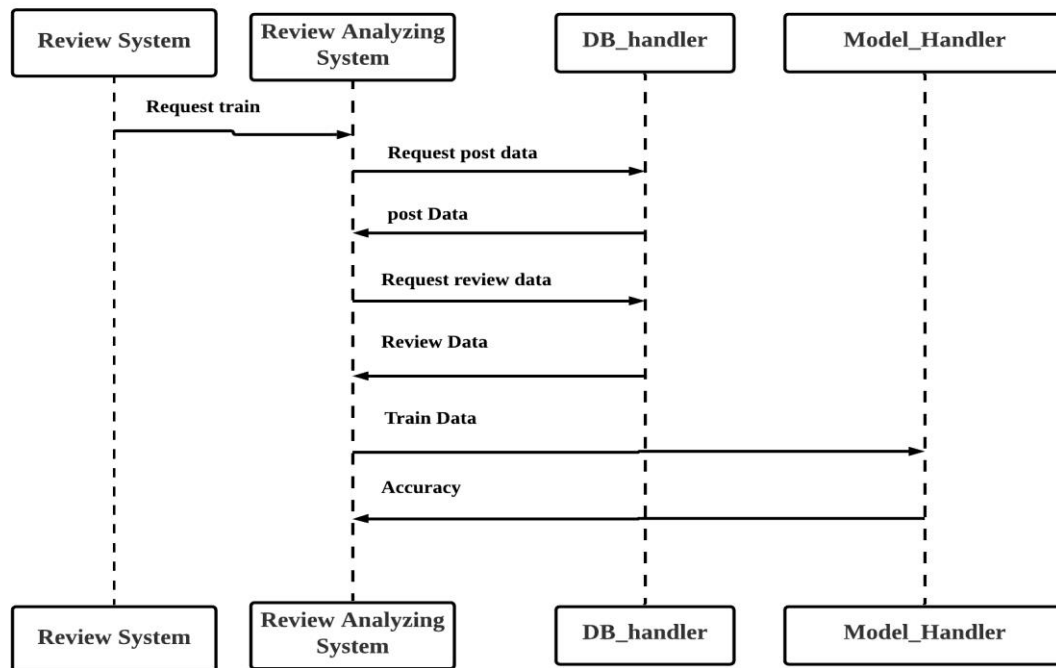 Review System
Review Analyzing
System
DB_handler
Model_Handler
Request train
Request post data
post Data
Request review data
Review Data
Train Data
Accuracy
Review System
Review Analyzing
System
DB_handler
Model_Handler